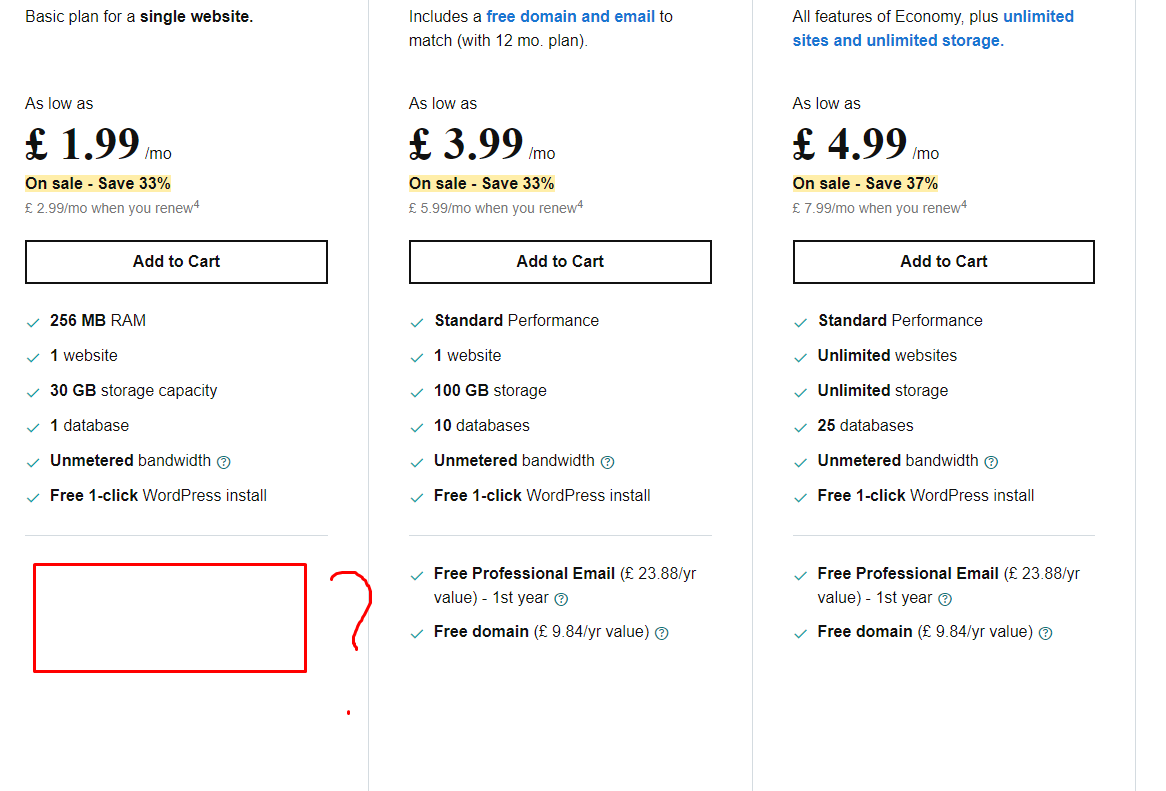 Basic plan for a single website.
As low as
£ 1.99 /mo
On sale - Save 33%
£ 2.99/mo when you renew4
Add to Cart
256 MB RAM
1 website
30 GB storage capacity
1 database
Unmetered bandwidth ?
Free 1-click WordPress install
?
Includes a free domain and email to
match (with 12 mo. plan).
As low as
£ 3.99 /mo
On sale - Save 33%
£ 5.99/mo when you renew4
Add to Cart
Standard Performance
1 website
100 GB storage
10 databases
Unmetered bandwidth ?
Free 1-click WordPress install
Free Professional Email (£ 23.88/yr
value) - 1st year ?
Free domain (£ 9.84/yr value) ?
All features of Economy, plus unlimited
sites and unlimited storage.
As low as
£ 4.99 /mo
On sale - Save 37%
£ 7.99/mo when you renew4
Add to Cart
Standard Performance
Unlimited websites
Unlimited storage
25 databases
Unmetered bandwidth ?
Free 1-click WordPress install
Free Professional Email (£ 23.88/yr
value) - 1st year ?
Free domain (£ 9.84/yr value) ?